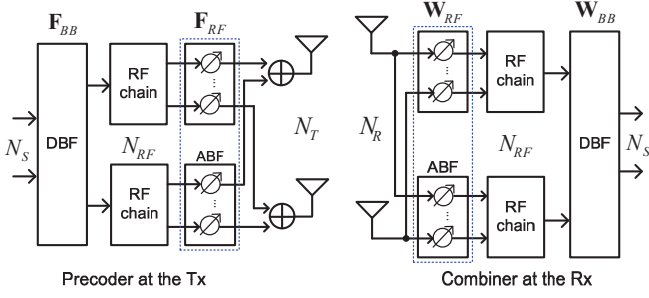 F_BB F_RF W_RF W_BB
N_S
DBF
RF chain
N_RF
RF chain
ABF
N_T
N_R
ABF
RF chain
N_RF
RF chain
DBF
N_S
Precoder at the Tx
Combiner at the Rx